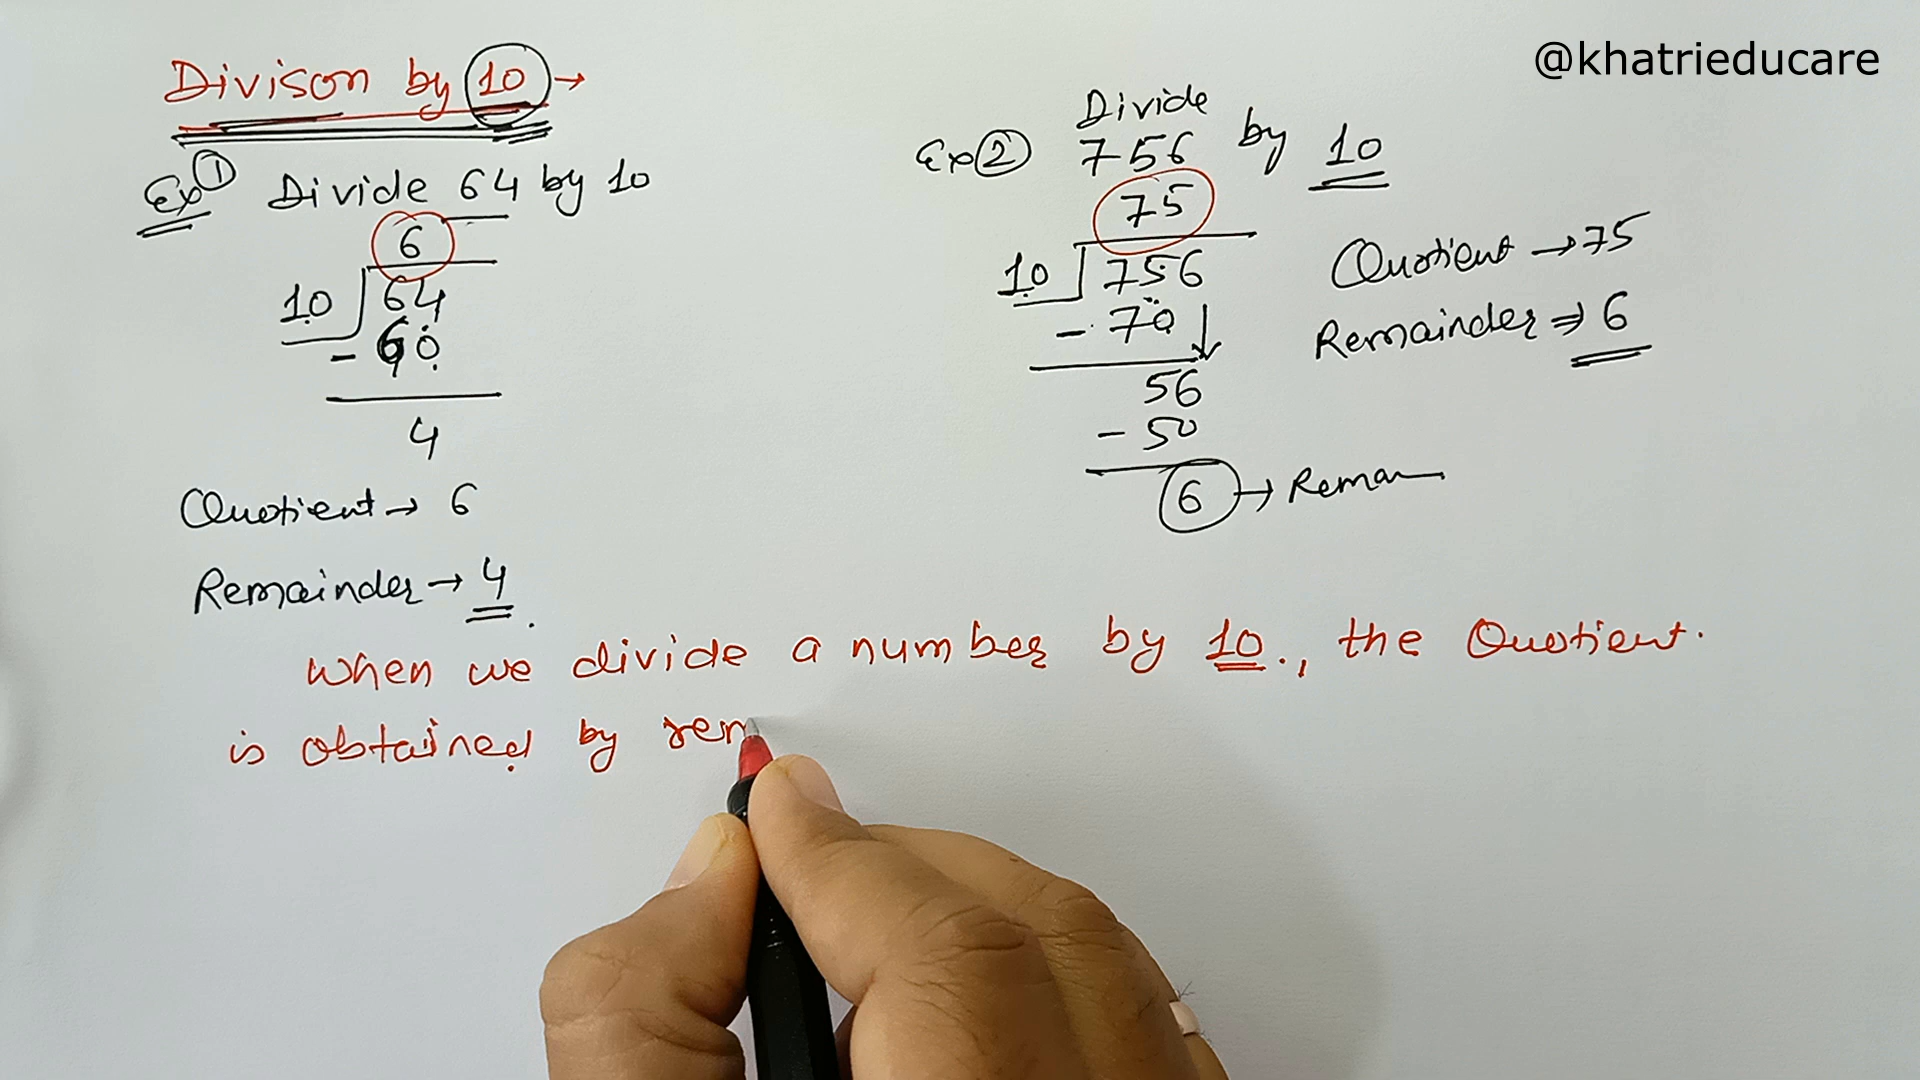 @khatrieducare
Divison by 10 →
Ex 1 Divide 64 by 10
6
10 64
- 60
4
Quotient → 6
Remainder → 4
Ex 2 Divide
756 by 10
75
10 756
- 70
56
- 50
6 → Reman
Quotient → 75
Remainder ⇒ 6
When we divide a number by 10., the Quotient.
is obtained by rem